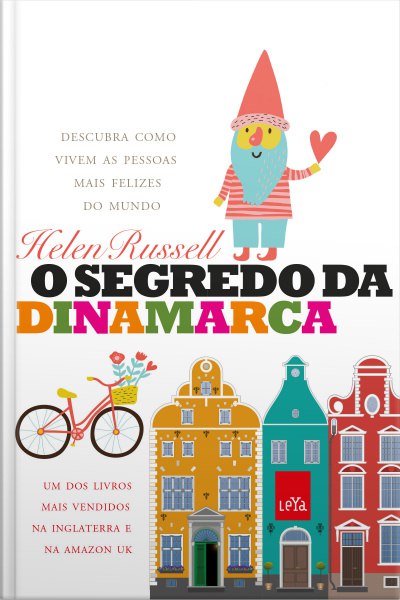 DESCUBRA COMO
VIVEM AS PESSOAS
MAIS FELIZES
DO MUNDO
Helen Russell
O SEGREDO DA
DINAMARCA
UM DOS LIVROS
MAIS VENDIDOS
NA INGLATERRA E
NA AMAZON UK
LeYa